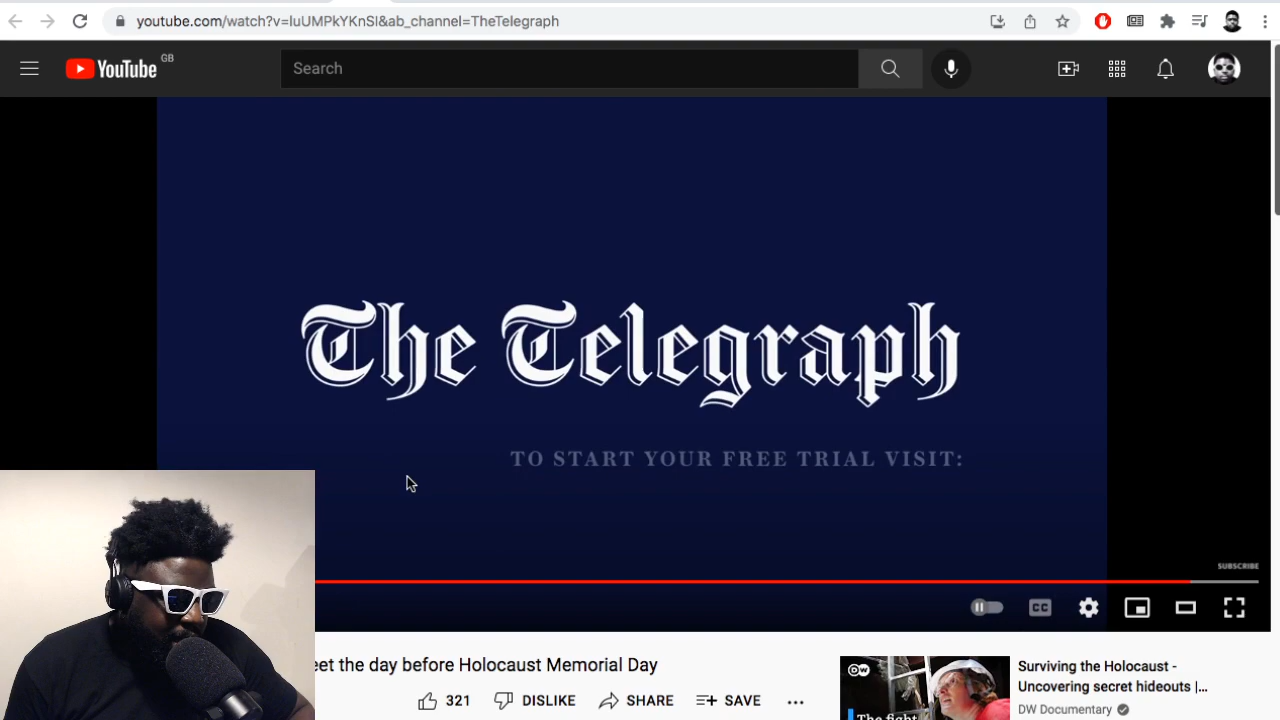 youtube.com/watch?v=IuUMPkYKnSI&ab_channel=TheTelegraph
YouTube GB
Search
The Telegraph
TO START YOUR FREE TRIAL VISIT:
SUBSCRIBE
CC
eet the day before Holocaust Memorial Day
321 DISLIKE SHARE SAVE
DW
The fight
Surviving the Holocaust -
Uncovering secret hideouts |...
DW Documentary